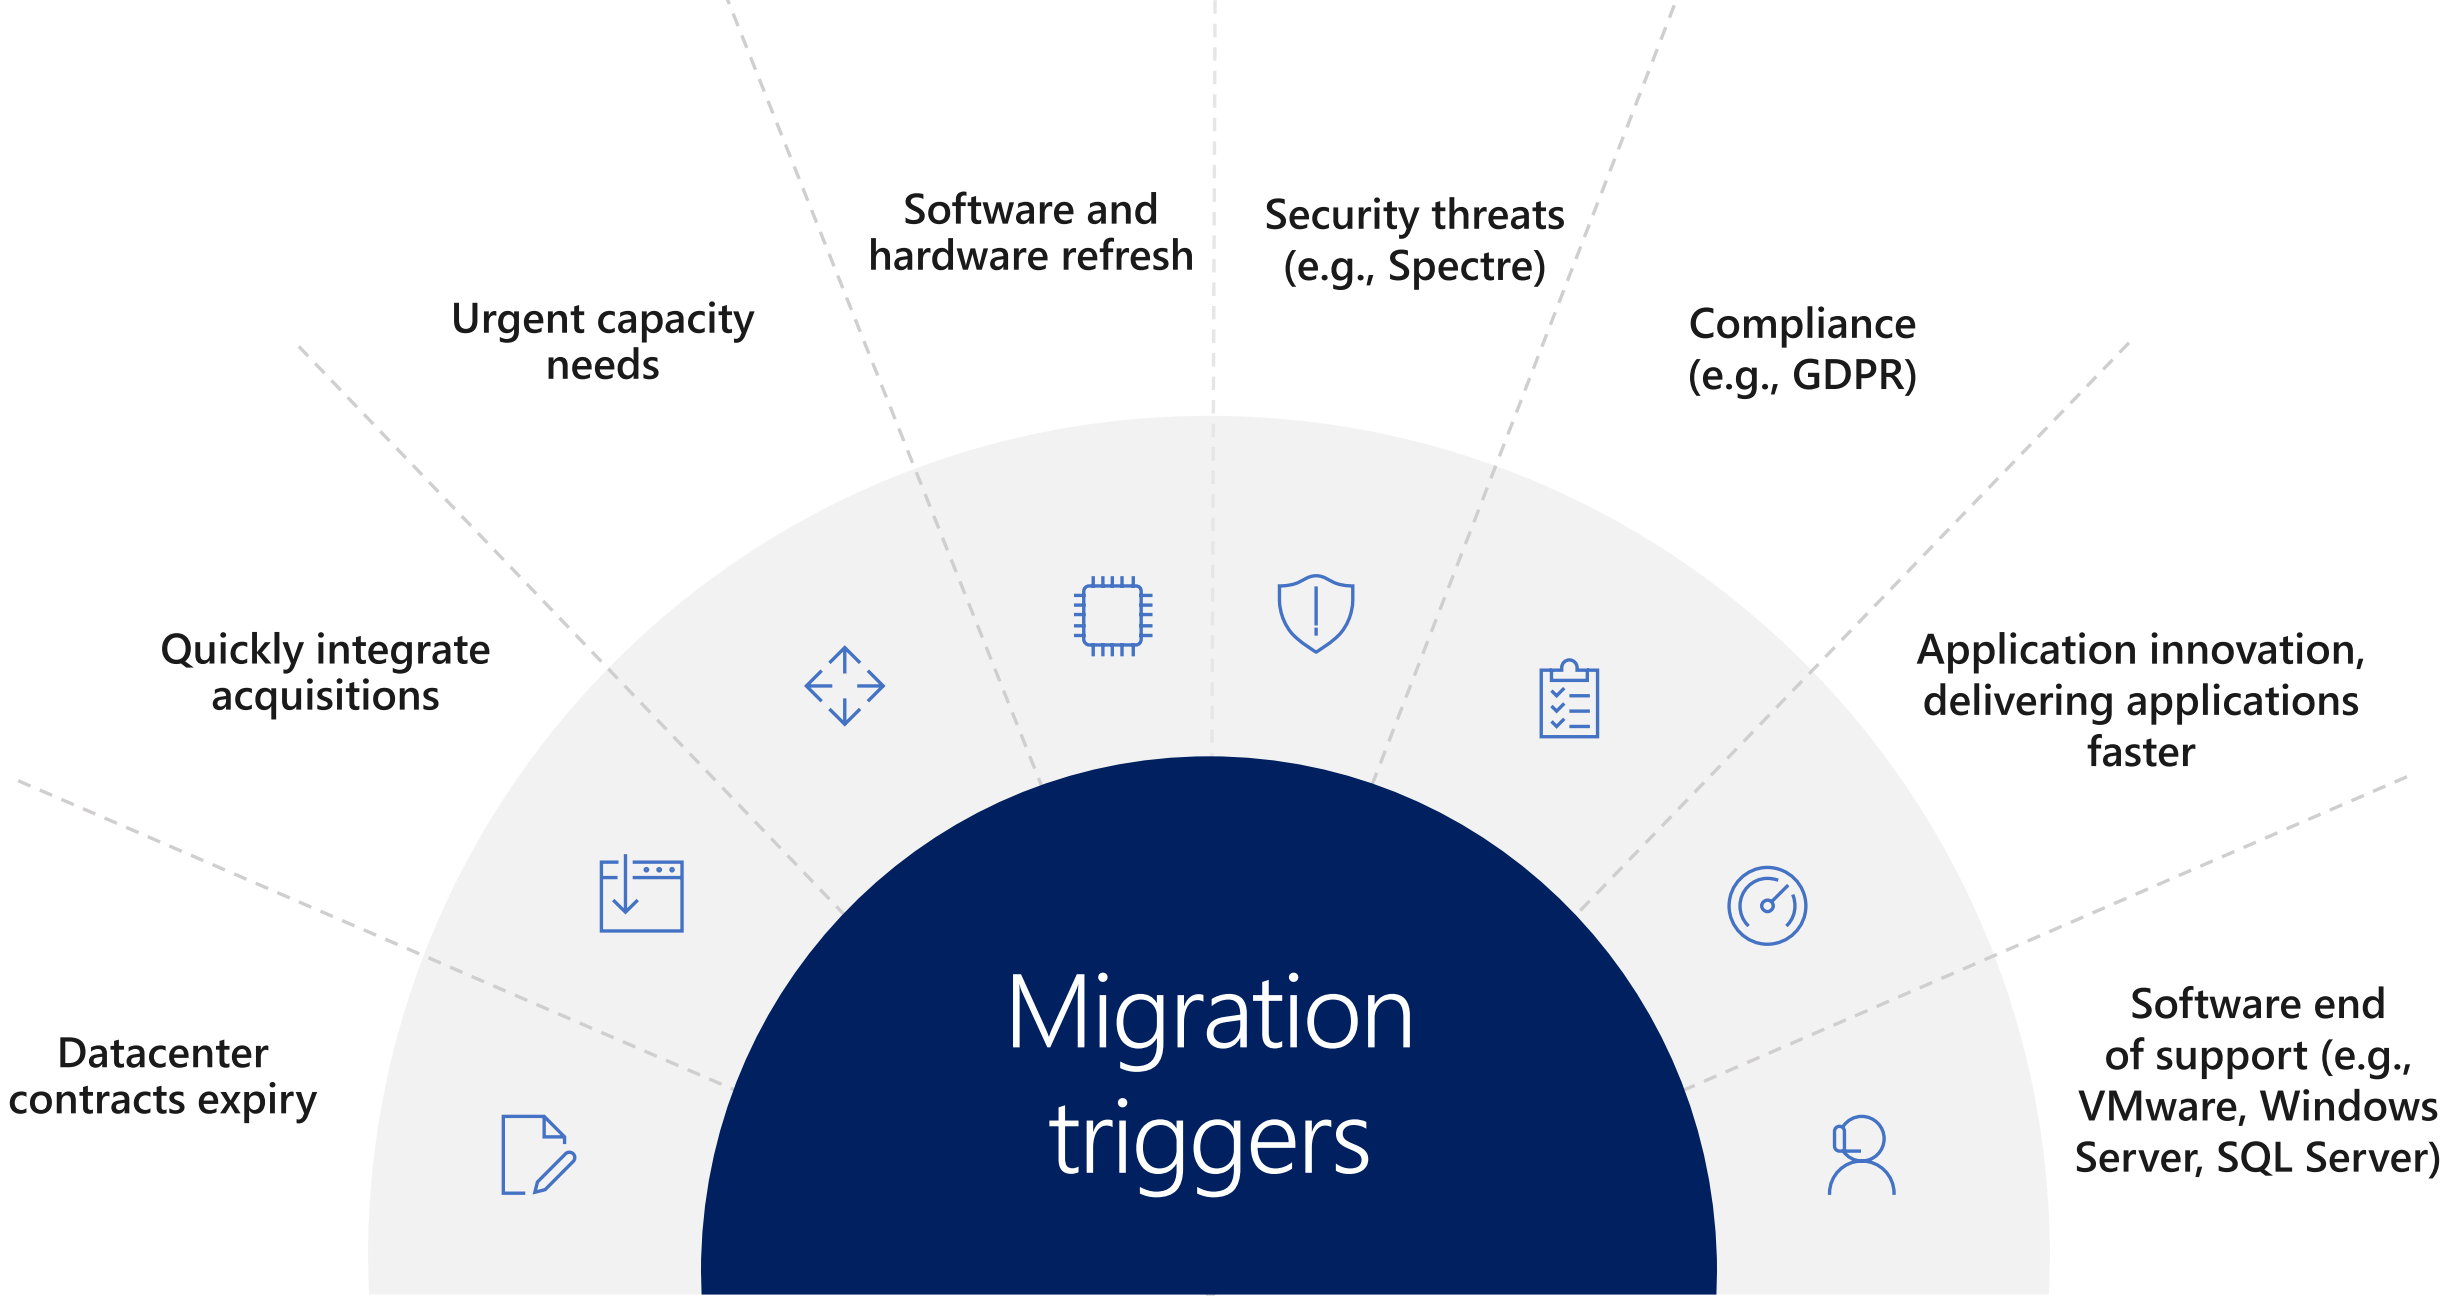 Software and
hardware refresh
Security threats
(e.g., Spectre)
Urgent capacity
needs
Compliance
(e.g., GDPR)
Quickly integrate
acquisitions
Application innovation,
delivering applications
faster
Datacenter
contracts expiry
Migration
triggers
Software end
of support (e.g.,
VMware, Windows
Server, SQL Server)